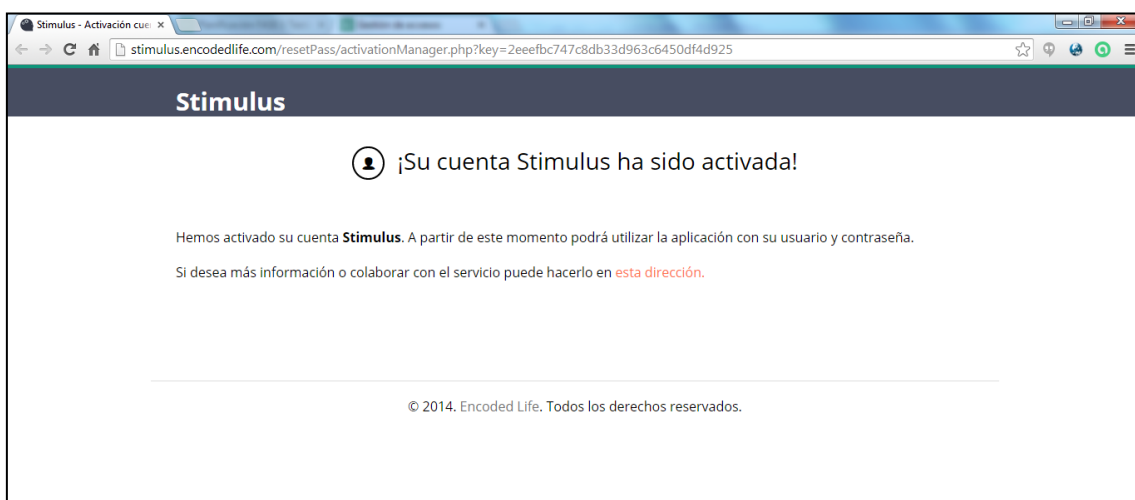 Stimulus - Activación cue
stimulus.encodedlife.com/resetPass/activationManager.php?key=2eeefbc747c8db33d963c6450df4d925
Stimulus
¡Su cuenta Stimulus ha sido activada!
Hemos activado su cuenta Stimulus. A partir de este momento podrá utilizar la aplicación con su usuario y contraseña.
Si desea más información o colaborar con el servicio puede hacerlo en esta dirección.
© 2014. Encoded Life. Todos los derechos reservados.